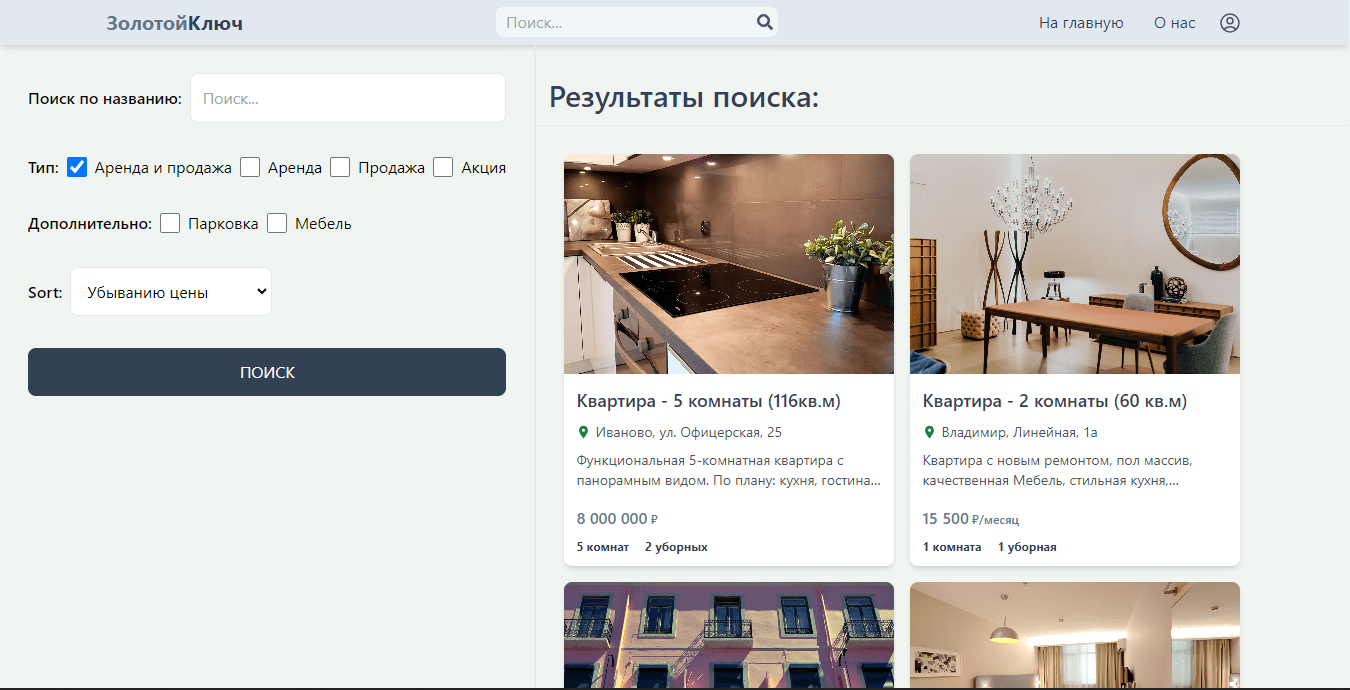 ЗолотойКлюч
Поиск...
На главную
О нас
Поиск по названию:
Поиск...
Тип:
Аренда и продажа
Аренда
Продажа
Акция
Дополнительно:
Парковка
Мебель
Sort:
Убыванию цены
ПОИСК
Результаты поиска:
Квартира - 5 комнаты (116кв.м)
Иваново, ул. Офицерская, 25
Функциональная 5-комнатная квартира с
панорамным видом. По плану: кухня, гостина...
8 000 000 ₽
5 комнат 2 уборных
Квартира - 2 комнаты (60 кв.м)
Владимир, Линейная, 1а
Квартира с новым ремонтом, пол массив,
качественная Мебель, стильная кухня,...
15 500 ₽/месяц
1 комната 1 уборная